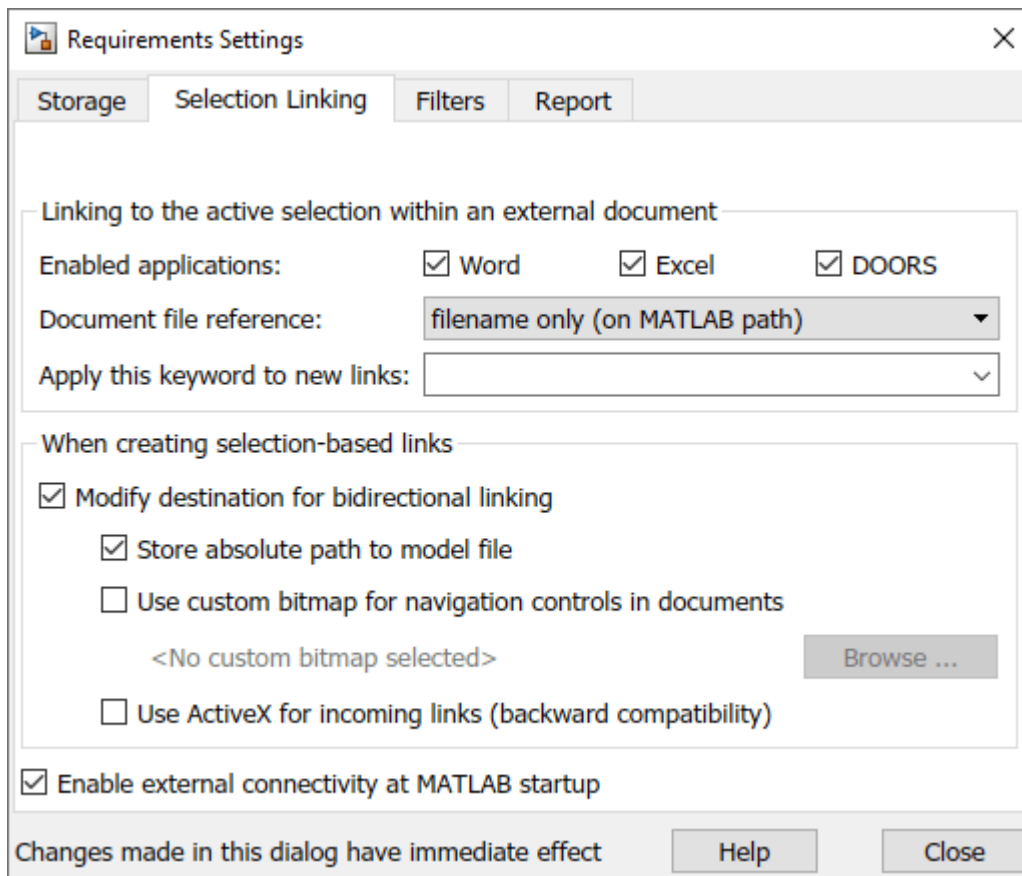 Requirements Settings
Storage Selection Linking Filters Report
Linking to the active selection within an external document
Enabled applications: Word Excel DOORS
Document file reference: filename only (on MATLAB path)
Apply this keyword to new links:
When creating selection-based links
Modify destination for bidirectional linking
Store absolute path to model file
Use custom bitmap for navigation controls in documents
<No custom bitmap selected> Browse ...
Use ActiveX for incoming links (backward compatibility)
Enable external connectivity at MATLAB startup
Changes made in this dialog have immediate effect Help Close